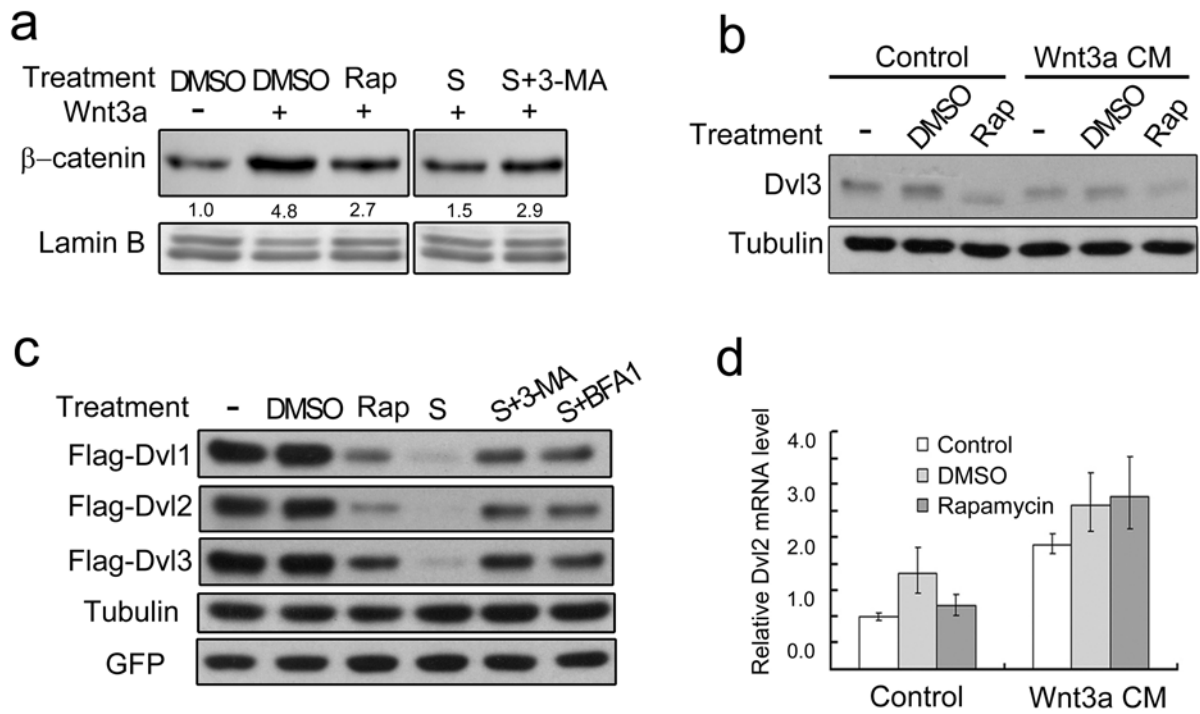 a
Treatment DMSO DMSO Rap S S+3-MA
Wnt3a - + + + +
β-catenin
1.0 4.8 2.7 1.5 2.9
Lamin B
b
Control Wnt3a CM
Treatment - DMSO Rap - DMSO Rap
Dvl3
Tubulin
c
Treatment - DMSO Rap S S+3-MA S+BFA1
Flag-Dvl1
Flag-Dvl2
Flag-Dvl3
Tubulin
GFP
d
Relative Dvl2 mRNA level
4.0
3.0
2.0
1.0
0.0
Control
DMSO
Rapamycin
Control Wnt3a CM